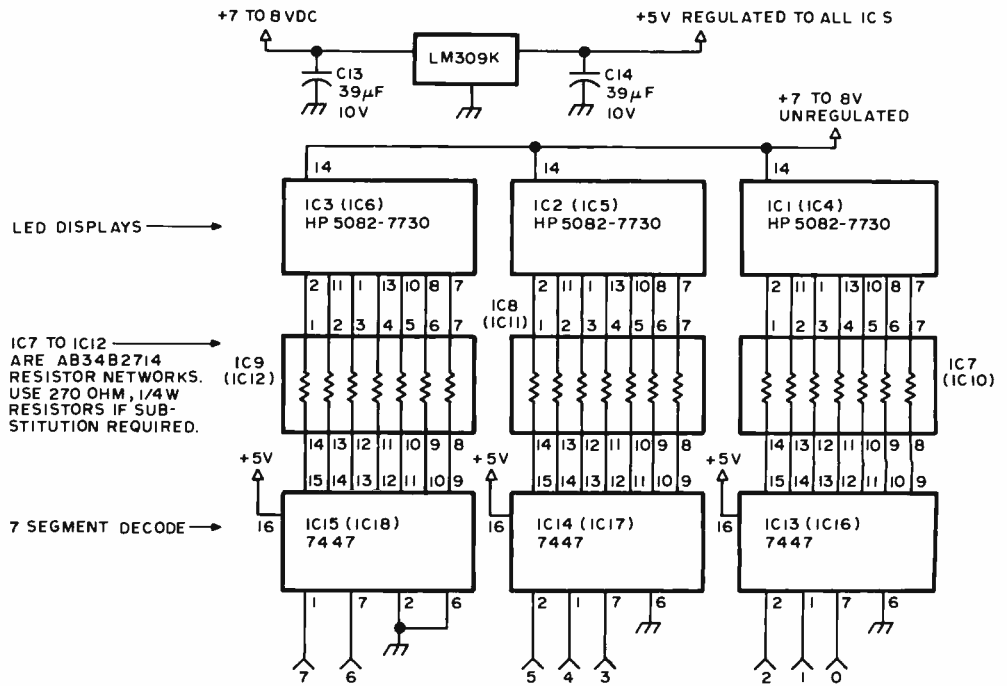 +7 TO 8 VDC
+5V REGULATED TO ALL IC S
LM309K
C13
39µF
10V
C14
39µF
10V
+7 TO 8V
UNREGULATED
14 14 14
IC3 (IC6)
HP 5082-7730
IC2 (IC5)
HP 5082-7730
IC1 (IC4)
HP 5082-7730
LED DISPLAYS
2 11 1 13 10 8 7
2 11 1 13 10 8 7
2 11 1 13 10 8 7
1 2 3 4 5 6 7
1 2 3 4 5 6 7
1 2 3 4 5 6 7
IC7 TO IC12
ARE AB34B2714
RESISTOR NETWORKS.
USE 270 OHM, 1/4W
RESISTORS IF SUB-
STITUTION REQUIRED.
IC9
(IC12)
IC8
(IC11)
IC7
(IC10)
14 13 12 11 10 9 8
14 13 12 11 10 9 8
14 13 12 11 10 9 8
+5V +5V +5V
15 14 13 12 11 10 9
15 14 13 12 11 10 9
15 14 13 12 11 10 9
16 16 16
7 SEGMENT DECODE
IC15 (IC18)
7447
IC14 (IC17)
7447
IC13 (IC16)
7447
1 7 2 6
2 1 7 6
2 1 7 6
7 6
5 4 3
2 1 0